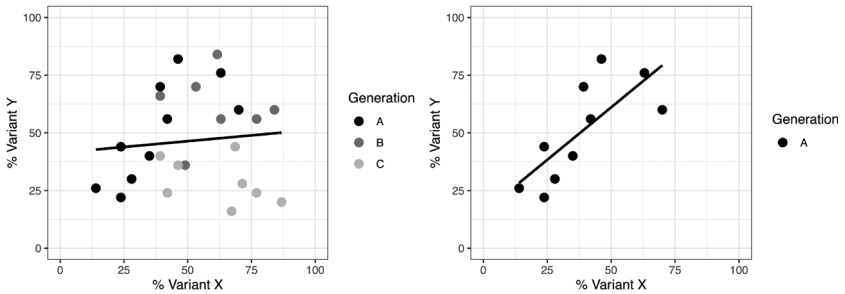 100
75
50
25
0
% Variant Y
0 25 50 75 100
% Variant X
Generation
A
B
C
100
75
50
25
0
% Variant Y
0 25 50 75 100
% Variant X
Generation
A